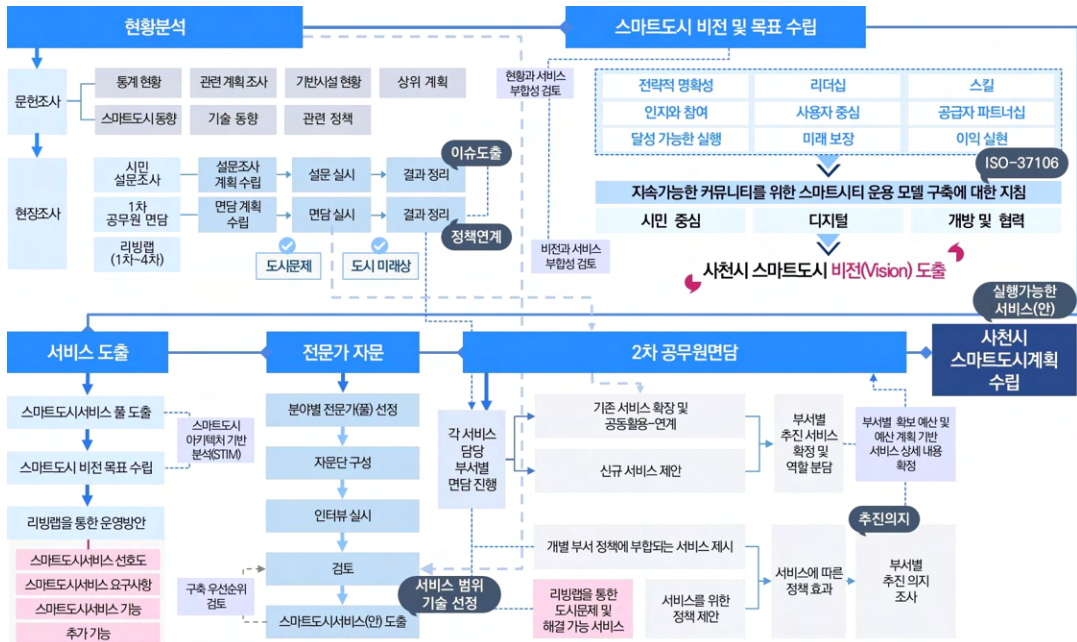 현황분석
스마트도시 비전 및 목표 수립
문헌조사
통계 현황
관련 계획 조사
기반시설 현황
상위 계획
스마트도시 동향
기술 동향
관련 정책
현황과 서비스
부합성 검토
전략적 명확성
리더십
스킬
인지와 참여
사용자 중심
공급자 파트너십
달성 가능한 실행
미래 보장
이익 실현
ISO-37106
지속가능한 커뮤니티를 위한 스마트시티 운용 모델 구축에 대한 지침
시민 중심
디지털
개방 및 협력
비전과 서비스
부합성 검토
사천시 스마트도시 비전(Vision) 도출
현장조사
시민
설문조사
설문조사
계획 수립
설문 실시
결과 정리
이슈도출
1차
공무원 면담
면담 계획
수립
면담 실시
결과 정리
정책연계
리빙랩
(1차~4차)
도시문제
도시 미래상
실행가능한
서비스(안)
서비스 도출
전문가 자문
2차 공무원면담
사천시
스마트도시계획
수립
스마트도시서비스 풀 도출
스마트도시 비전 목표 수립
스마트도시
아키텍처 기반
분석(STIM)
리빙랩을 통한 운영방안
스마트도시서비스 선호도
스마트도시서비스 요구사항
스마트도시서비스 기능
추가 기능
분야별 전문가(풀) 선정
자문단 구성
인터뷰 실시
검토
스마트도시서비스(안) 도출
구축 우선순위
검토
서비스 범위
기술 선정
각 서비스
담당
부서별
면담 진행
기존 서비스 확장 및
공동활용-연계
신규 서비스 제안
부서별
추진 서비스
확정 및
역할 분담
부서별 확보 예산 및
예산 계획 기반
서비스 상세 내용
확정
개별 부서 정책에 부합되는 서비스 제시
리빙랩을 통한
도시문제 및
해결 가능 서비스
서비스를 위한
정책 제안
서비스에 따른
정책 효과
추진의지
부서별
추진 의지
조사